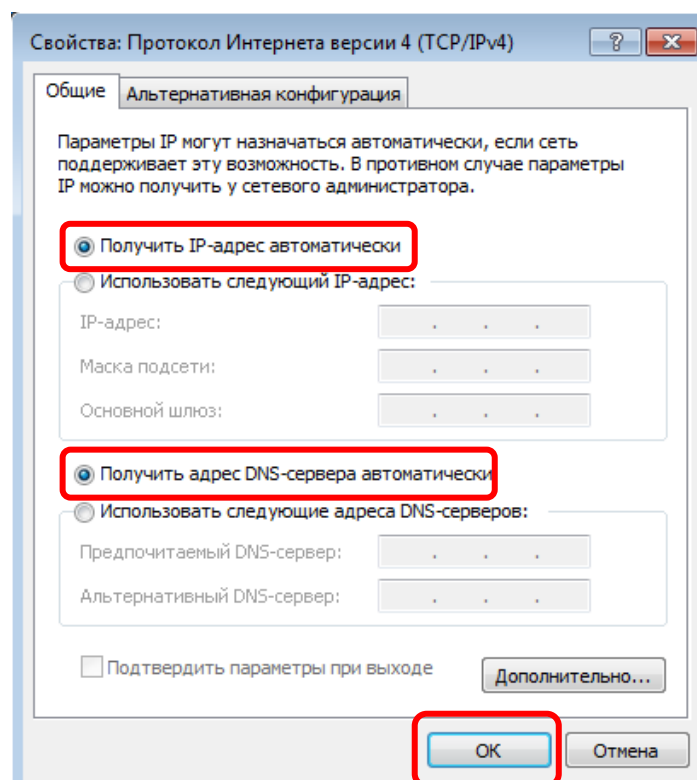 Свойства: Протокол Интернета версии 4 (TCP/IPv4)
Общие
Альтернативная конфигурация
Параметры IP могут назначаться автоматически, если сеть
поддерживает эту возможность. В противном случае параметры
IP можно получить у сетевого администратора.
Получить IP-адрес автоматически
Использовать следующий IP-адрес:
IP-адрес:
Маска подсети:
Основной шлюз:
Получить адрес DNS-сервера автоматически
Использовать следующие адреса DNS-серверов:
Предпочитаемый DNS-сервер:
Альтернативный DNS-сервер:
Подтвердить параметры при выходе
Дополнительно...
ОК
Отмена